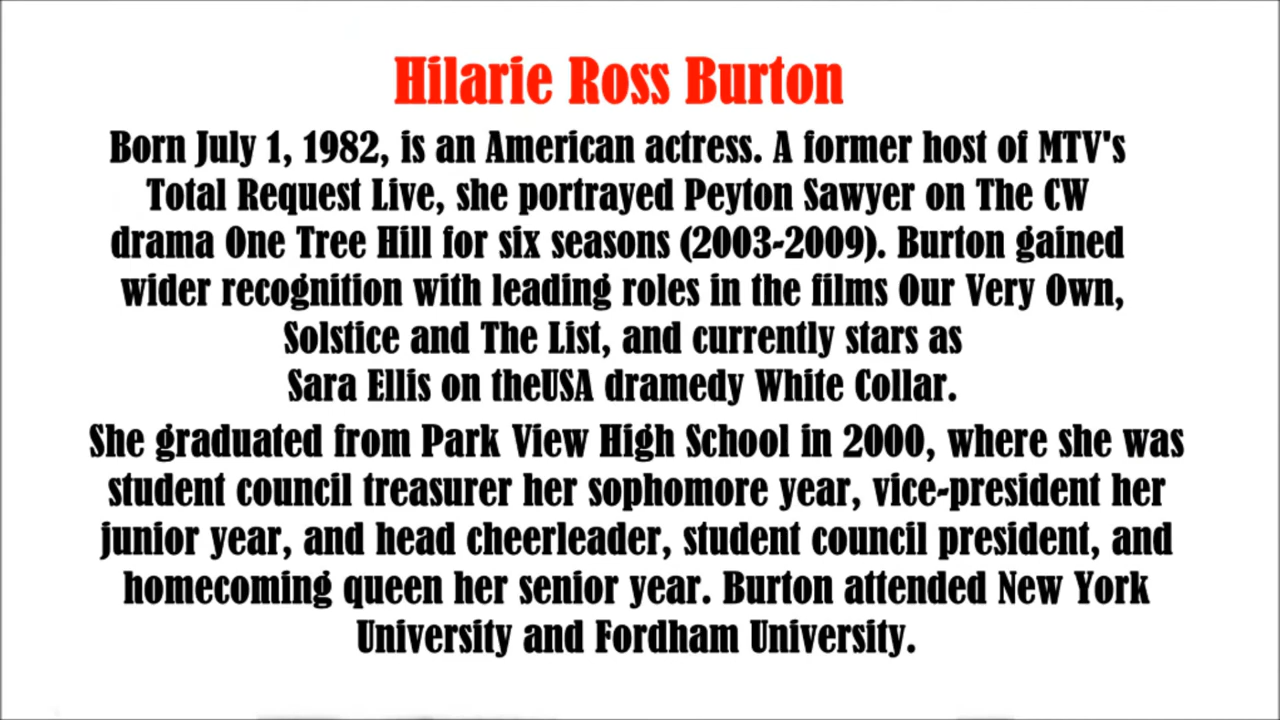 Hilarie Ross Burton
Born July 1, 1982, is an American actress. A former host of MTV's
Total Request Live, she portrayed Peyton Sawyer on The CW
drama One Tree Hill for six seasons (2003-2009). Burton gained
wider recognition with leading roles in the films Our Very Own,
Solstice and The List, and currently stars as
Sara Ellis on theUSA dramedy White Collar.
She graduated from Park View High School in 2000, where she was
student council treasurer her sophomore year, vice-president her
junior year, and head cheerleader, student council president, and
homecoming queen her senior year. Burton attended New York
University and Fordham University.